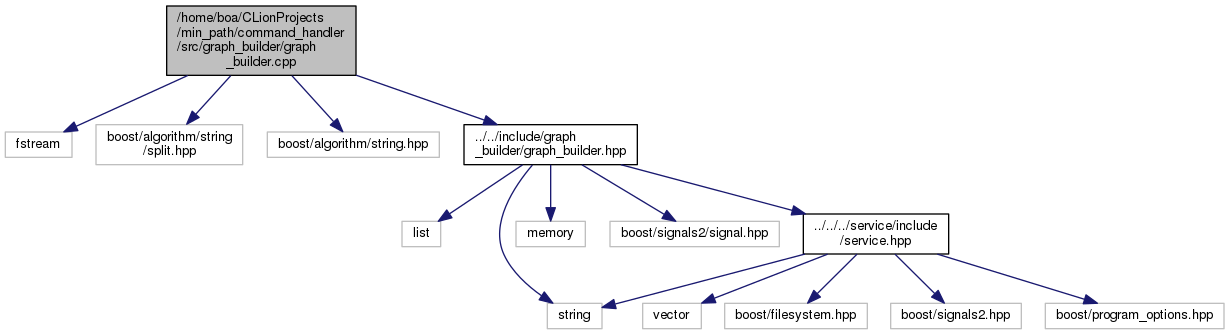 /home/boa/CLionProjects
/min_path/command_handler
/src/graph_builder/graph
_builder.cpp
fstream
boost/algorithm/string
/split.hpp
boost/algorithm/string.hpp
../../include/graph
_builder/graph_builder.hpp
list
memory
boost/signals2/signal.hpp
../../../service/include
/service.hpp
string
vector
boost/filesystem.hpp
boost/signals2.hpp
boost/program_options.hpp